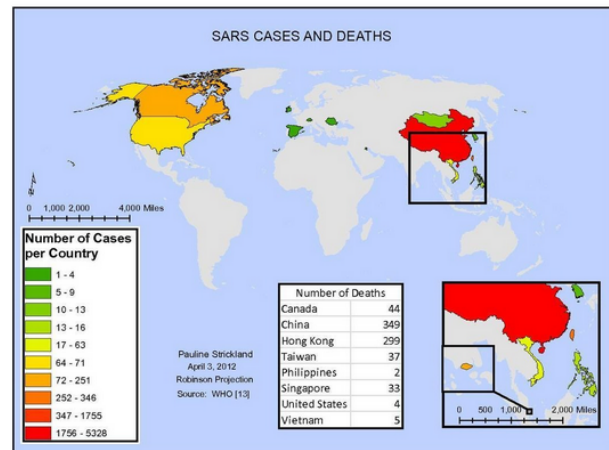 SARS CASES AND DEATHS
0 1,000 2,000 4,000 Miles
Number of Cases
per Country
1 - 4
5 - 9
10 - 13
13 - 16
17 - 63
64 - 71
72 - 251
252 - 346
347 - 1755
1756 - 5328
Pauline Strickland
April 3, 2012
Robinson Projection
Source: WHO [13]
Number of Deaths
Canada 44
China 349
Hong Kong 299
Taiwan 37
Philippines 2
Singapore 33
United States 4
Vietnam 5
0 500 1,000 2,000 Miles